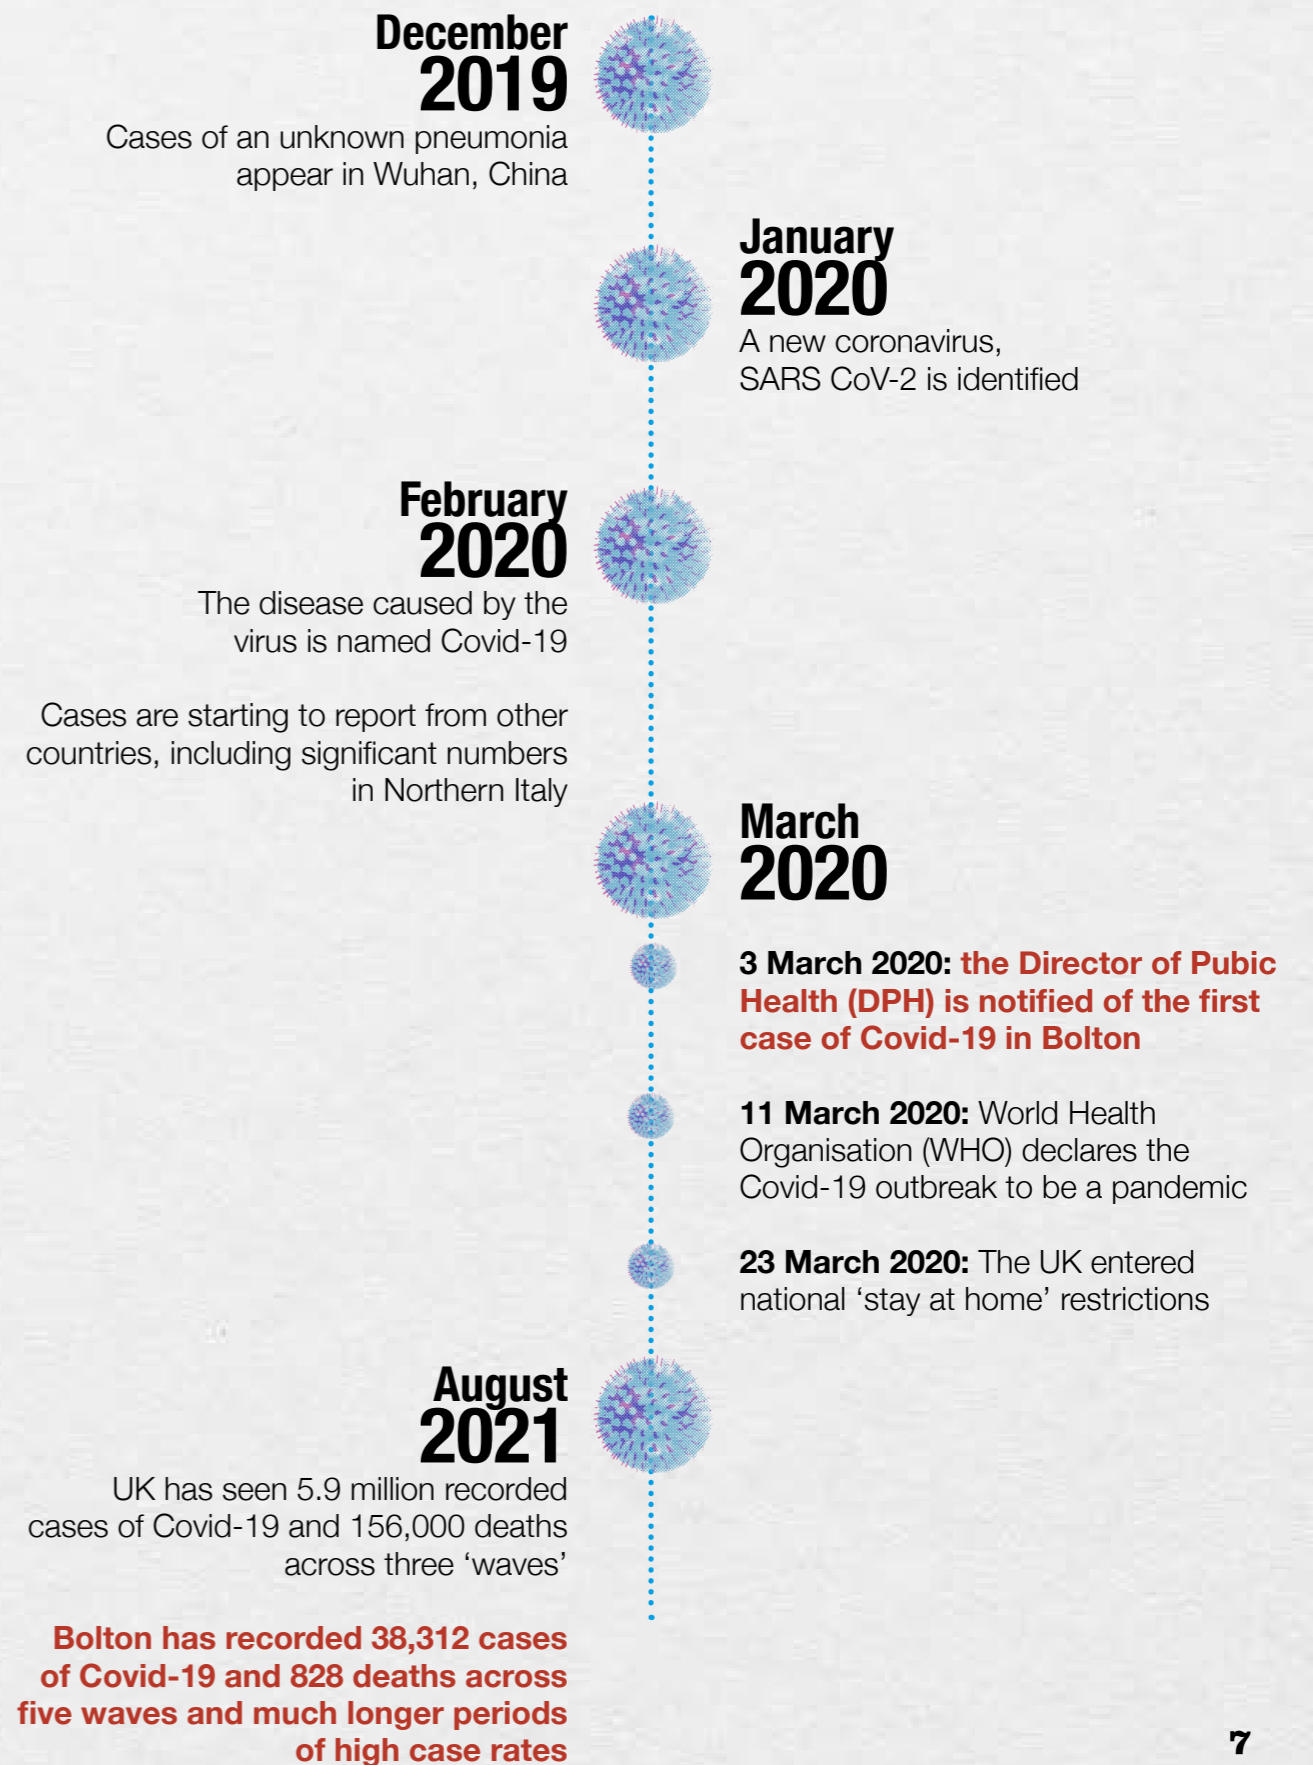 December
2019
Cases of an unknown pneumonia
appear in Wuhan, China
January
2020
A new coronavirus,
SARS CoV-2 is identified
February
2020
The disease caused by the
virus is named Covid-19
Cases are starting to report from other
countries, including significant numbers
in Northern Italy
March
2020
3 March 2020: the Director of Pubic
Health (DPH) is notified of the first
case of Covid-19 in Bolton
11 March 2020: World Health
Organisation (WHO) declares the
Covid-19 outbreak to be a pandemic
23 March 2020: The UK entered
national ‘stay at home’ restrictions
August
2021
UK has seen 5.9 million recorded
cases of Covid-19 and 156,000 deaths
across three ‘waves’
Bolton has recorded 38,312 cases
of Covid-19 and 828 deaths across
five waves and much longer periods
of high case rates
7